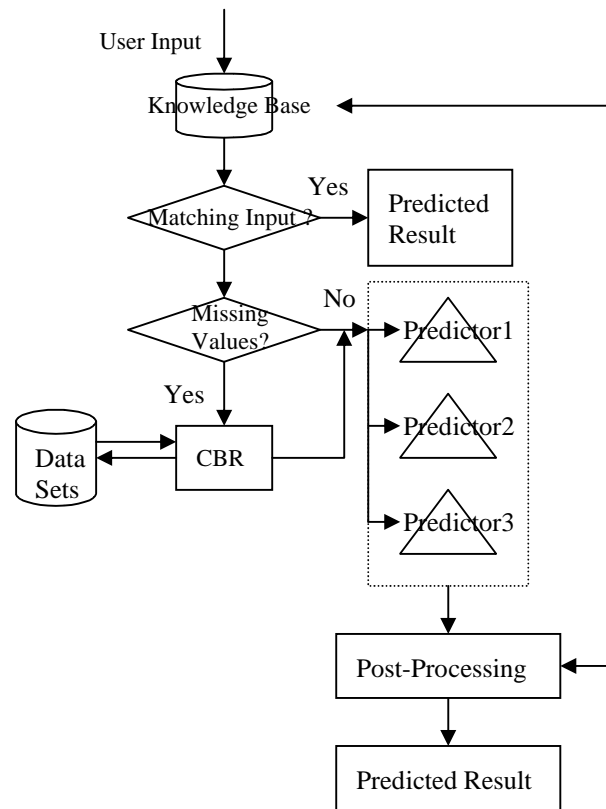 User Input
Knowledge Base
Yes
Matching Input ?
Predicted
Result
No
Missing
Values?
Predictor1
Yes
Predictor2
Data
Sets
CBR
Predictor3
Post-Processing
Predicted Result